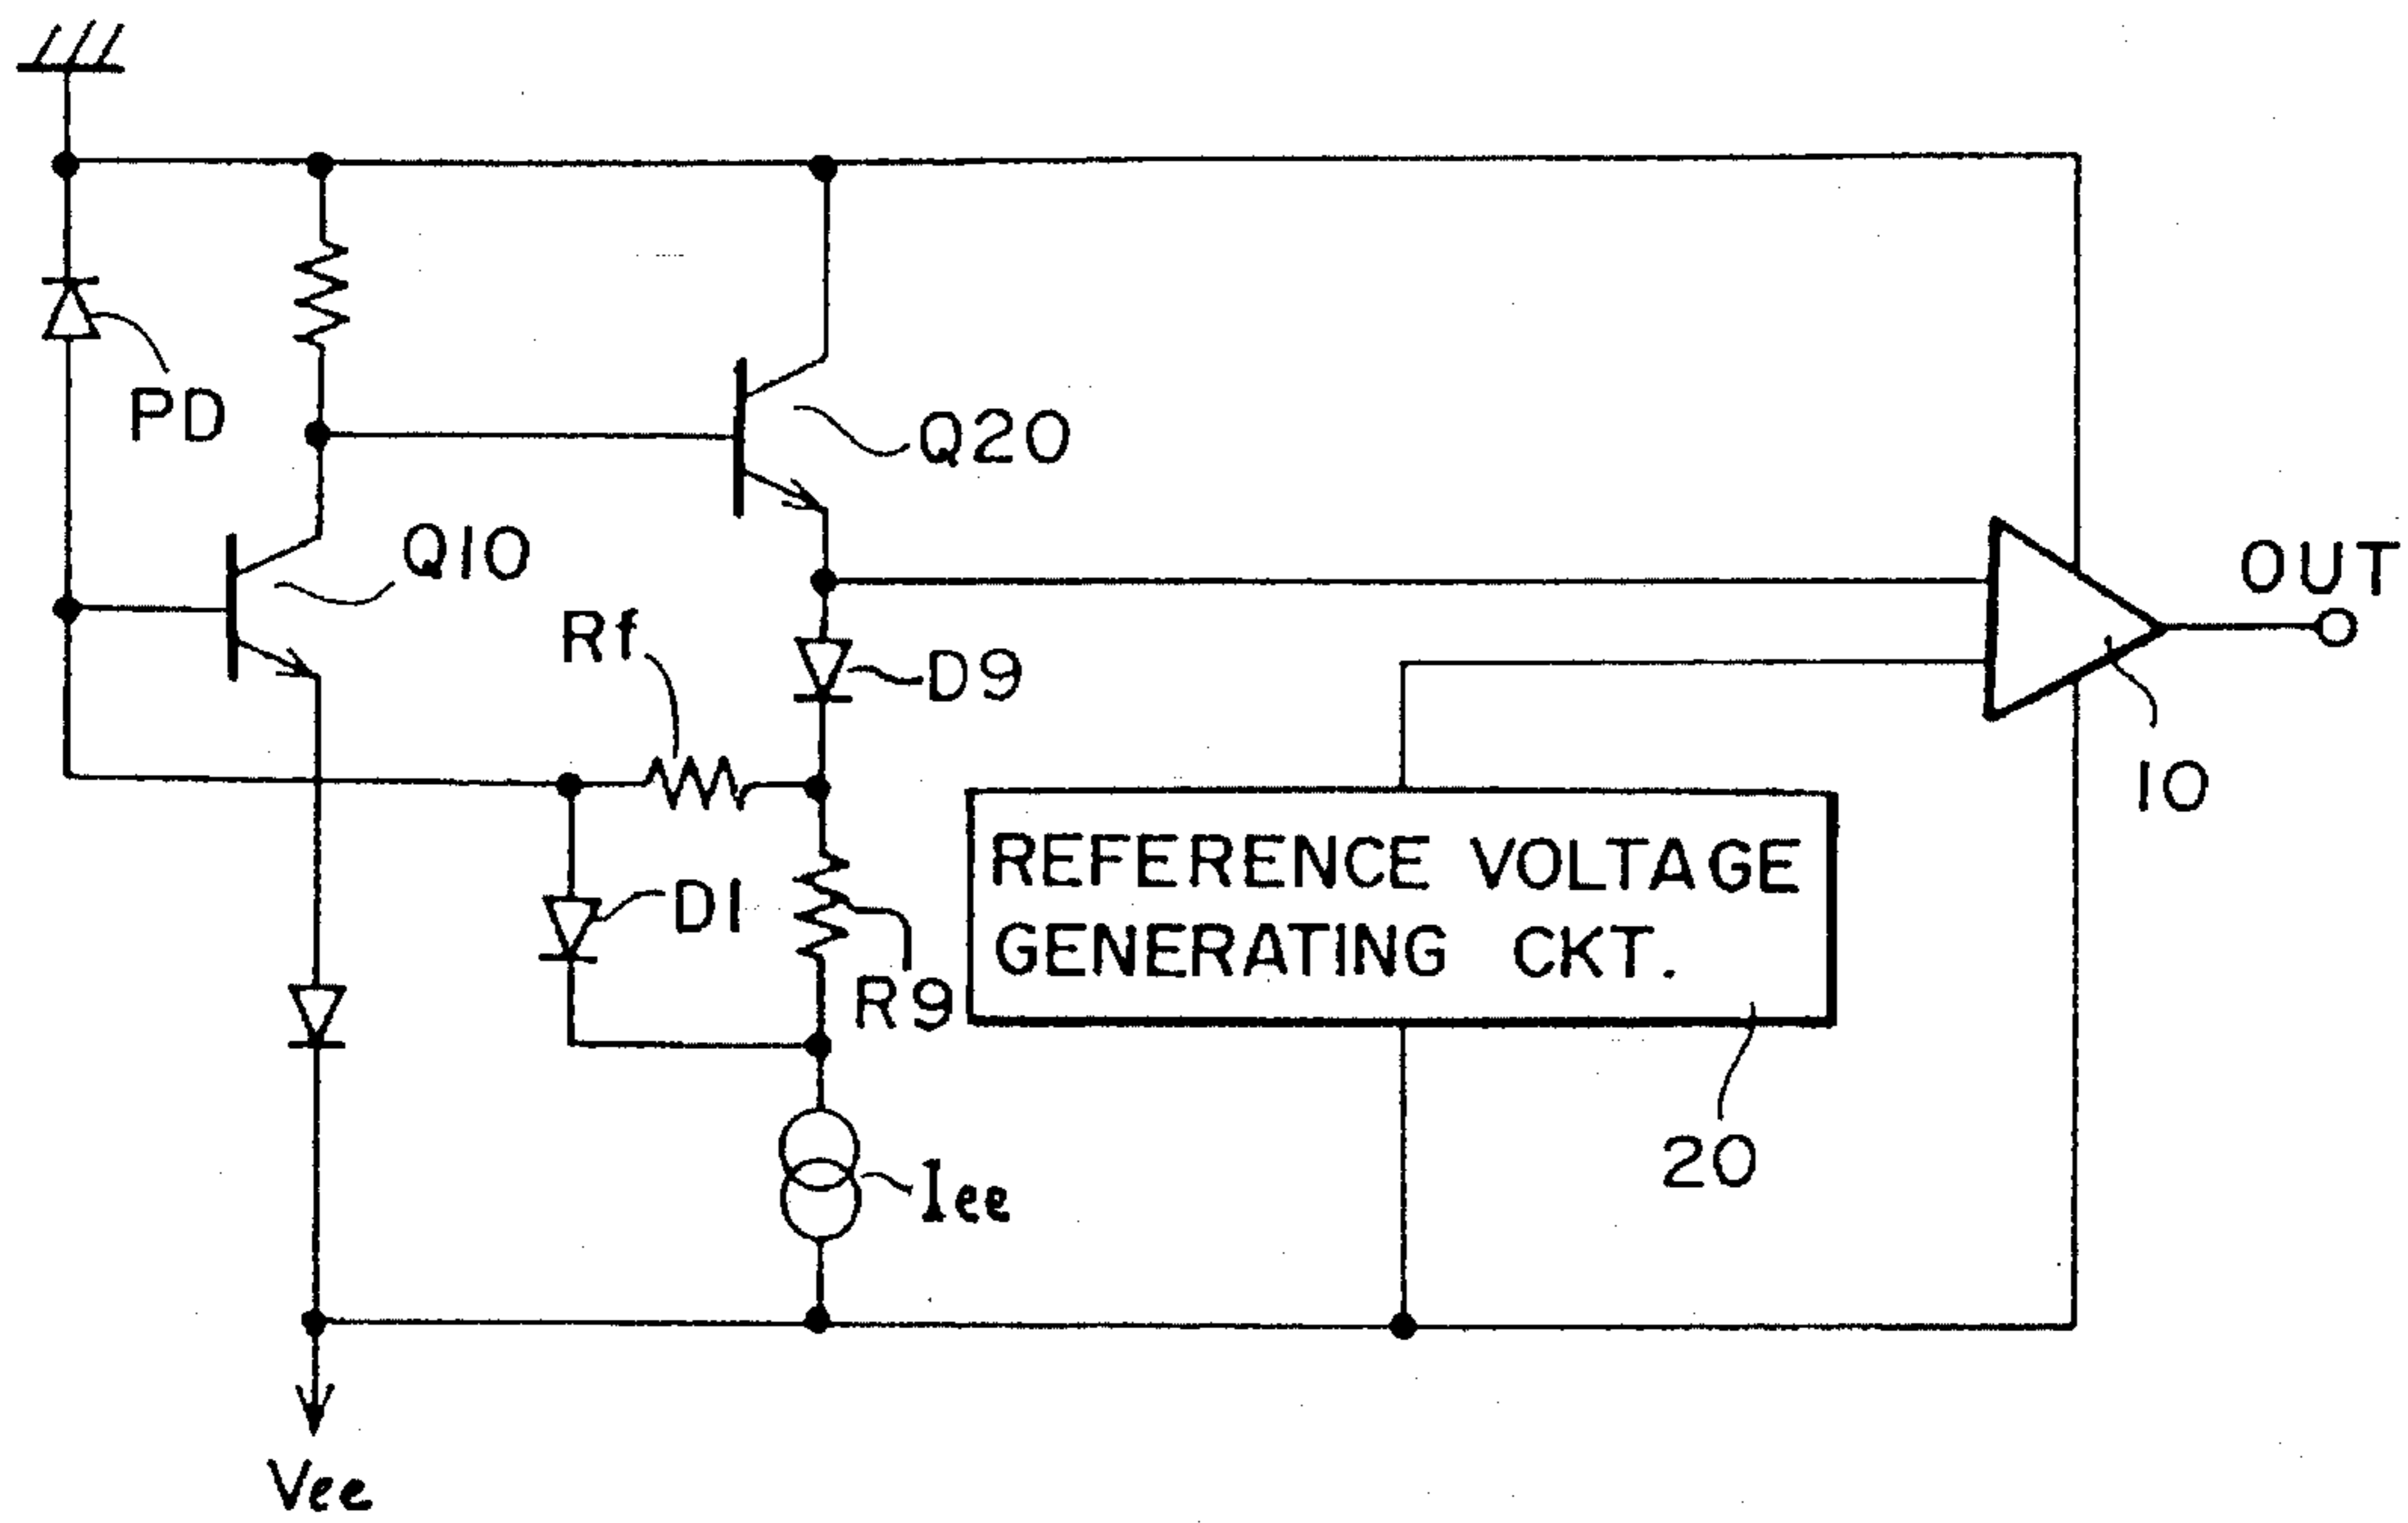 PD
Q20
Q10
OUT
Rf
D9
10
REFERENCE VOLTAGE
GENERATING CKT.
D1
R9
20
Iee
Vee